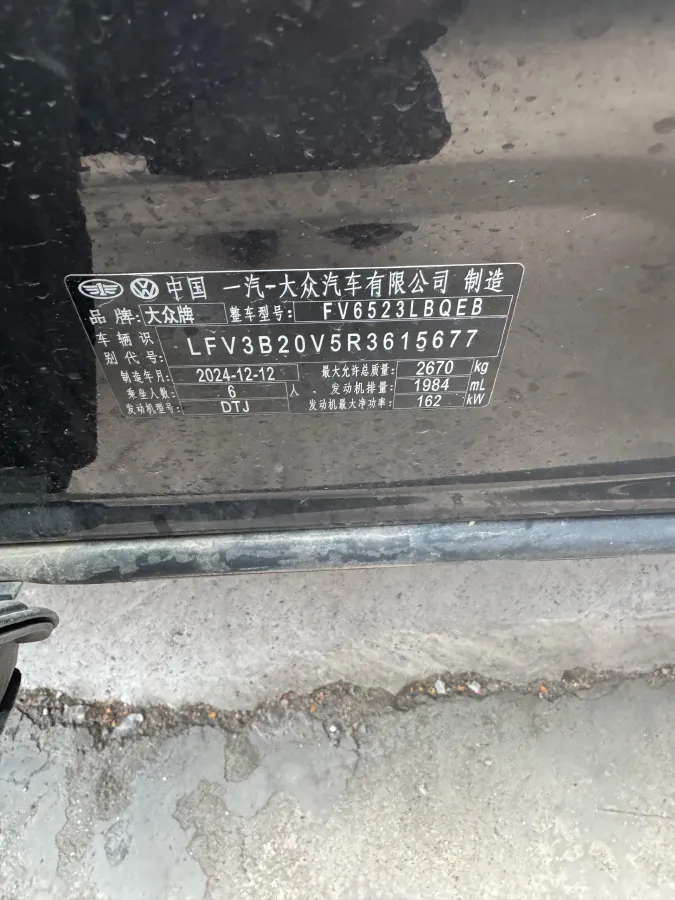 中国 一汽-大众汽车有限公司 制造
品牌:大众牌 整车型号: FV6523LBQEB
车辆识别代号: LFV3B20V5R3615677
制造年月: 2024-12-12 最大允许总质量: 2670 kg
乘坐人数: 6 人 发动机排量: 1984 mL
发动机型号: DTJ 发动机最大净功率: 162 kW